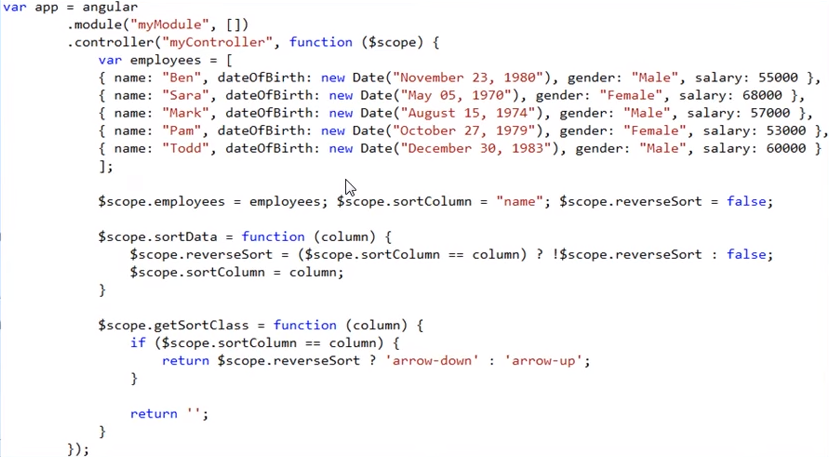 var app = angular
.module("myModule", [])
.controller("myController", function ($scope) {
var employees = [
{ name: "Ben", dateOfBirth: new Date("November 23, 1980"), gender: "Male", salary: 55000 },
{ name: "Sara", dateOfBirth: new Date("May 05, 1970"), gender: "Female", salary: 68000 },
{ name: "Mark", dateOfBirth: new Date("August 15, 1974"), gender: "Male", salary: 57000 },
{ name: "Pam", dateOfBirth: new Date("October 27, 1979"), gender: "Female", salary: 53000 },
{ name: "Todd", dateOfBirth: new Date("December 30, 1983"), gender: "Male", salary: 60000 }
];
$scope.employees = employees; $scope.sortColumn = "name"; $scope.reverseSort = false;
$scope.sortData = function (column) {
$scope.reverseSort = ($scope.sortColumn == column) ? !$scope.reverseSort : false;
$scope.sortColumn = column;
}
$scope.getSortClass = function (column) {
if ($scope.sortColumn == column) {
return $scope.reverseSort ? 'arrow-down' : 'arrow-up';
}
return '';
}
});